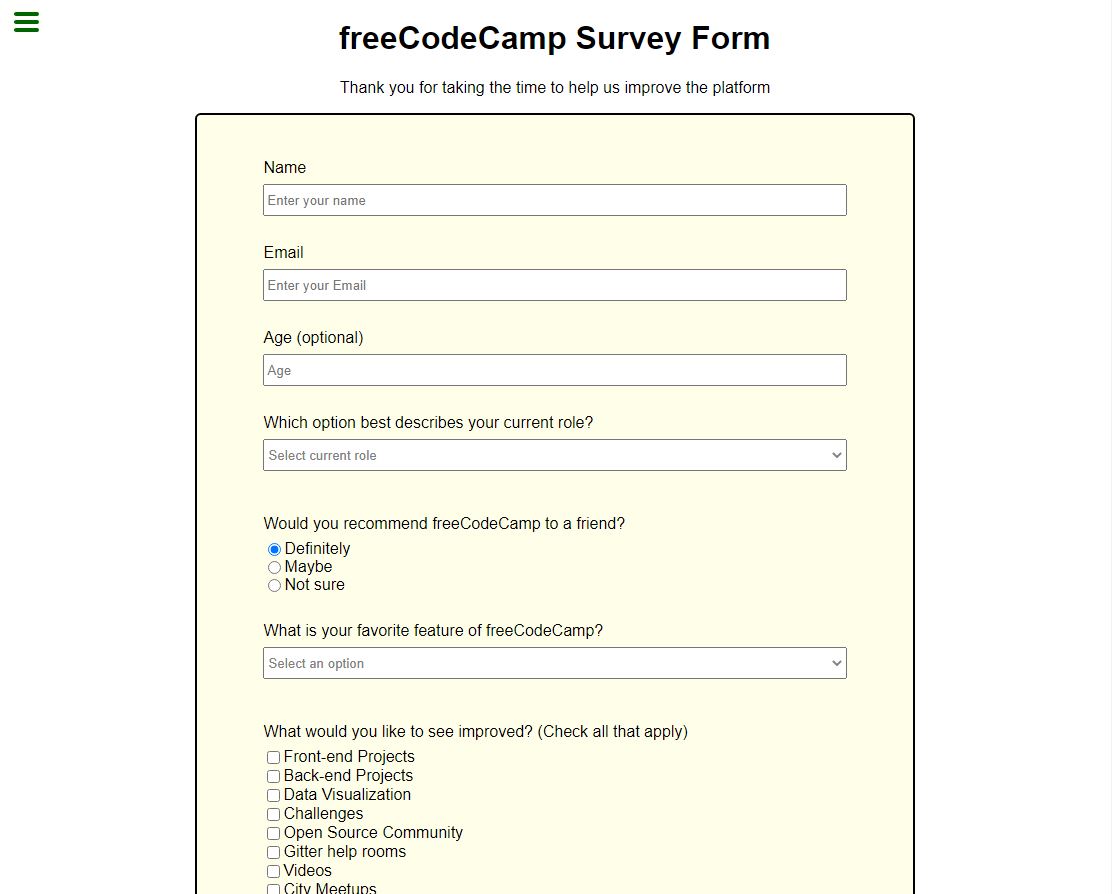 freeCodeCamp Survey Form
Thank you for taking the time to help us improve the platform
Name
Enter your name
Email
Enter your Email
Age (optional)
Age
Which option best describes your current role?
Select current role
Would you recommend freeCodeCamp to a friend?
Definitely
Maybe
Not sure
What is your favorite feature of freeCodeCamp?
Select an option
What would you like to see improved? (Check all that apply)
Front-end Projects
Back-end Projects
Data Visualization
Challenges
Open Source Community
Gitter help rooms
Videos
City Meetups